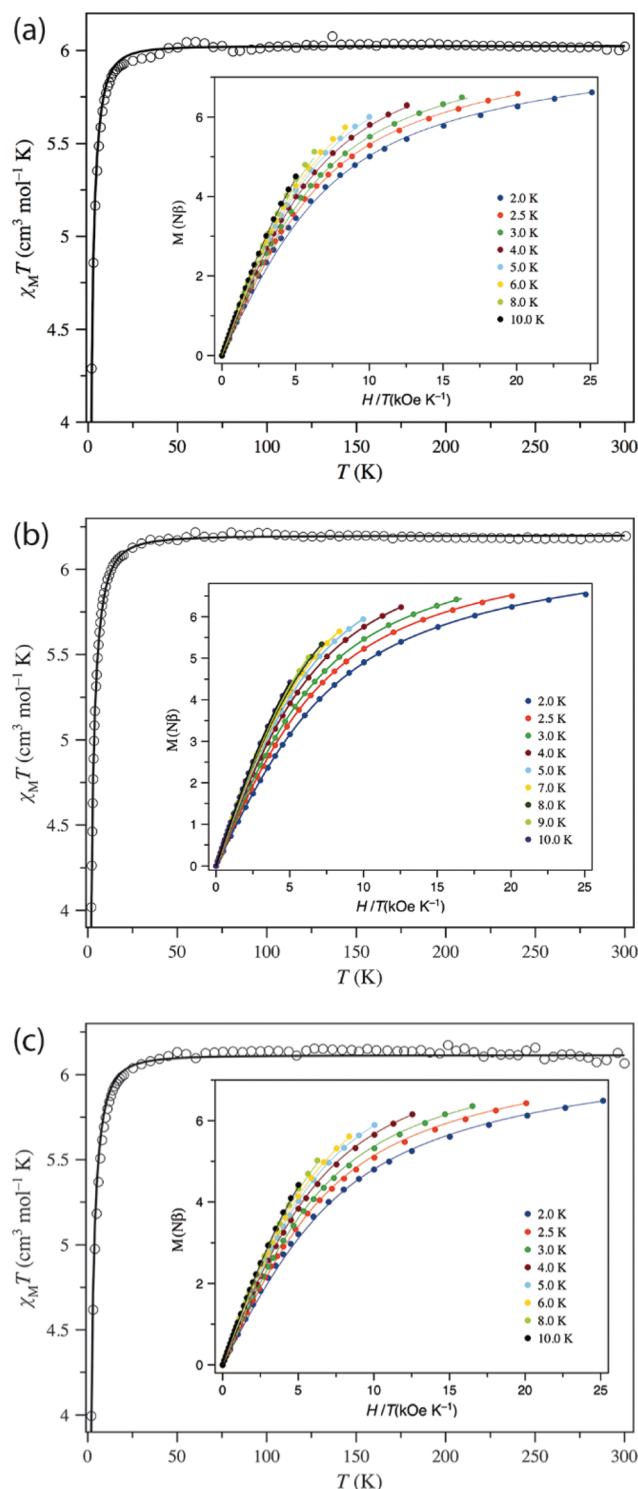 (a)
χMT (cm³ mol⁻¹ K)
6
5.5
5
4.5
4
1 50 100 150 200 250 300
T (K)
M (Nβ)
6
4
2
0
0 5 10 15 20 25
H/T(kOe K⁻¹)
2.0 K
2.5 K
3.0 K
4.0 K
5.0 K
6.0 K
8.0 K
10.0 K
(b)
χMT (cm³ mol⁻¹ K)
6
5.5
5
4.5
4
1 50 100 150 200 250 300
T (K)
M(Nβ)
6
5
4
3
2
1
0
0 5 10 15 20 25
H/T(kOe K⁻¹)
2.0 K
2.5 K
3.0 K
4.0 K
5.0 K
7.0 K
8.0 K
9.0 K
10.0 K
(c)
χMT (cm³ mol⁻¹ K)
6
5.5
5
4.5
4
1 50 100 150 200 250 300
T (K)
M(Nβ)
6
4
2
0
0 5 10 15 20 25
H/T(kOe K⁻¹)
2.0 K
2.5 K
3.0 K
4.0 K
5.0 K
6.0 K
8.0 K
10.0 K